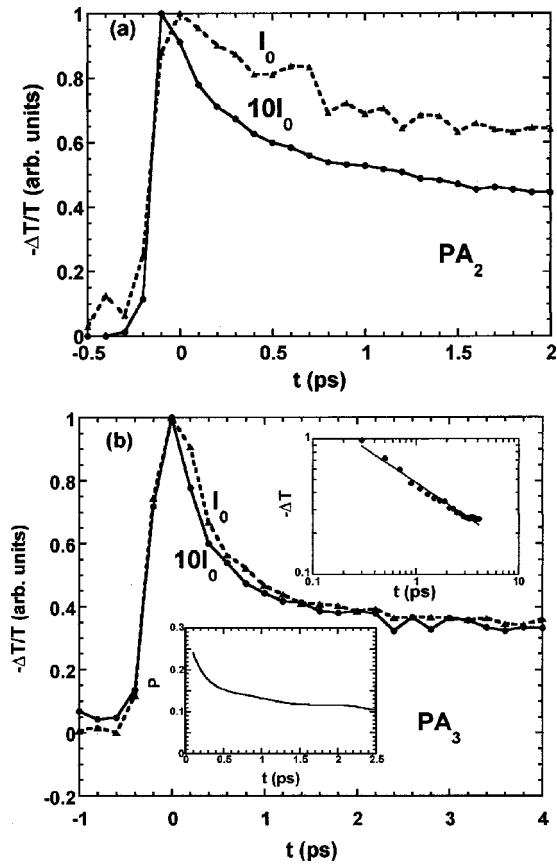 (a)
I₀
10I₀
PA₂
-ΔT/T (arb. units)
1
0.8
0.6
0.4
0.2
0
-0.5 0 0.5 1 1.5 2
t (ps)
(b)
I₀
10I₀
PA₃
-ΔT/T (arb. units)
1
0.8
0.6
0.4
0.2
0
-0.2
-1 0 1 2 3 4
t (ps)
-ΔT
1
0.1
0.1 1 10
t (ps)
P
0.3
0.2
0.1
0
0 0.5 1 1.5 2 2.5
t (ps)